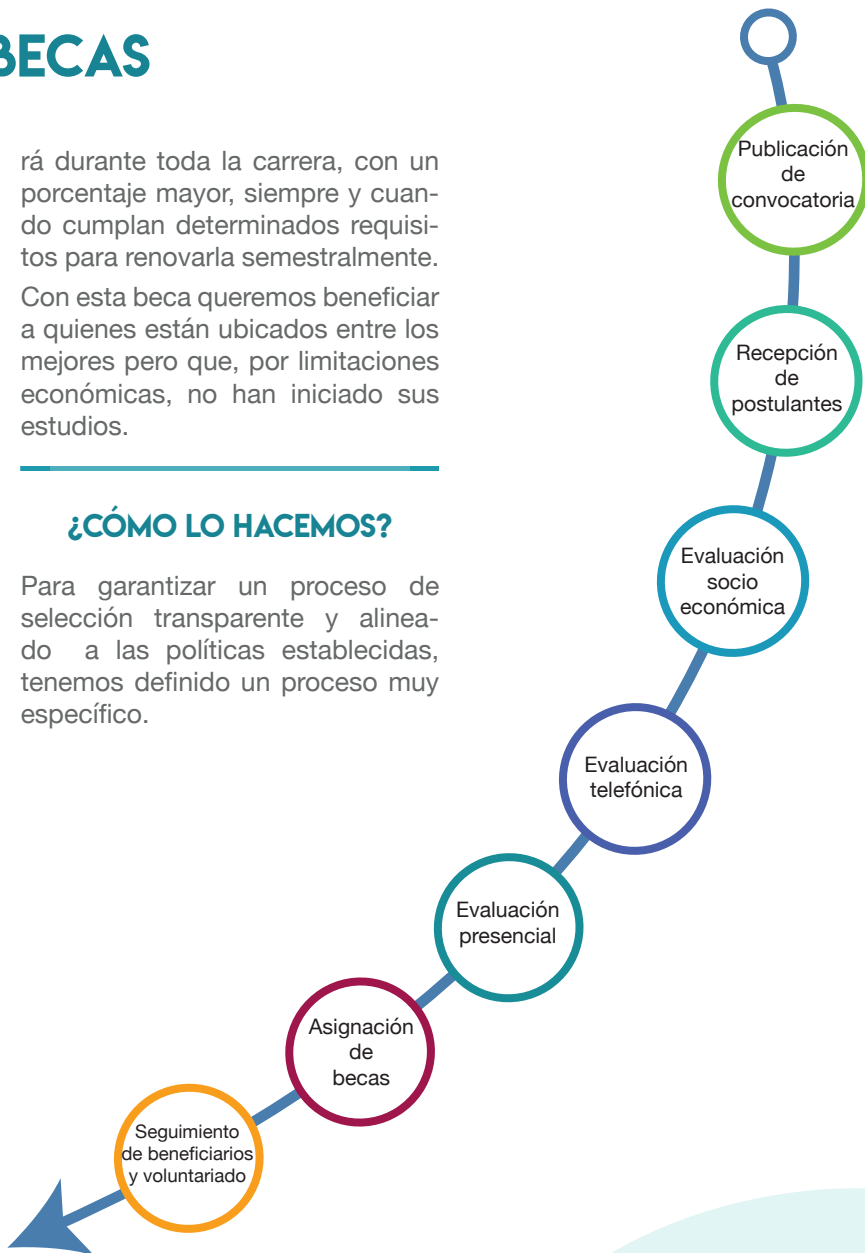 BECAS
rá durante toda la carrera, con un
porcentaje mayor, siempre y cuan-
do cumplan determinados requisi-
tos para renovarla semestralmente.
Con esta beca queremos beneficiar
a quienes están ubicados entre los
mejores pero que, por limitaciones
económicas, no han iniciado sus
estudios.
¿CÓMO LO HACEMOS?
Para garantizar un proceso de
selección transparente y alinea-
do a las políticas establecidas,
tenemos definido un proceso muy
específico.
Publicación
de
convocatoria
Recepción
de
postulantes
Evaluación
socio
económica
Evaluación
telefónica
Evaluación
presencial
Asignación
de
becas
Seguimiento
de beneficiarios
y voluntariado